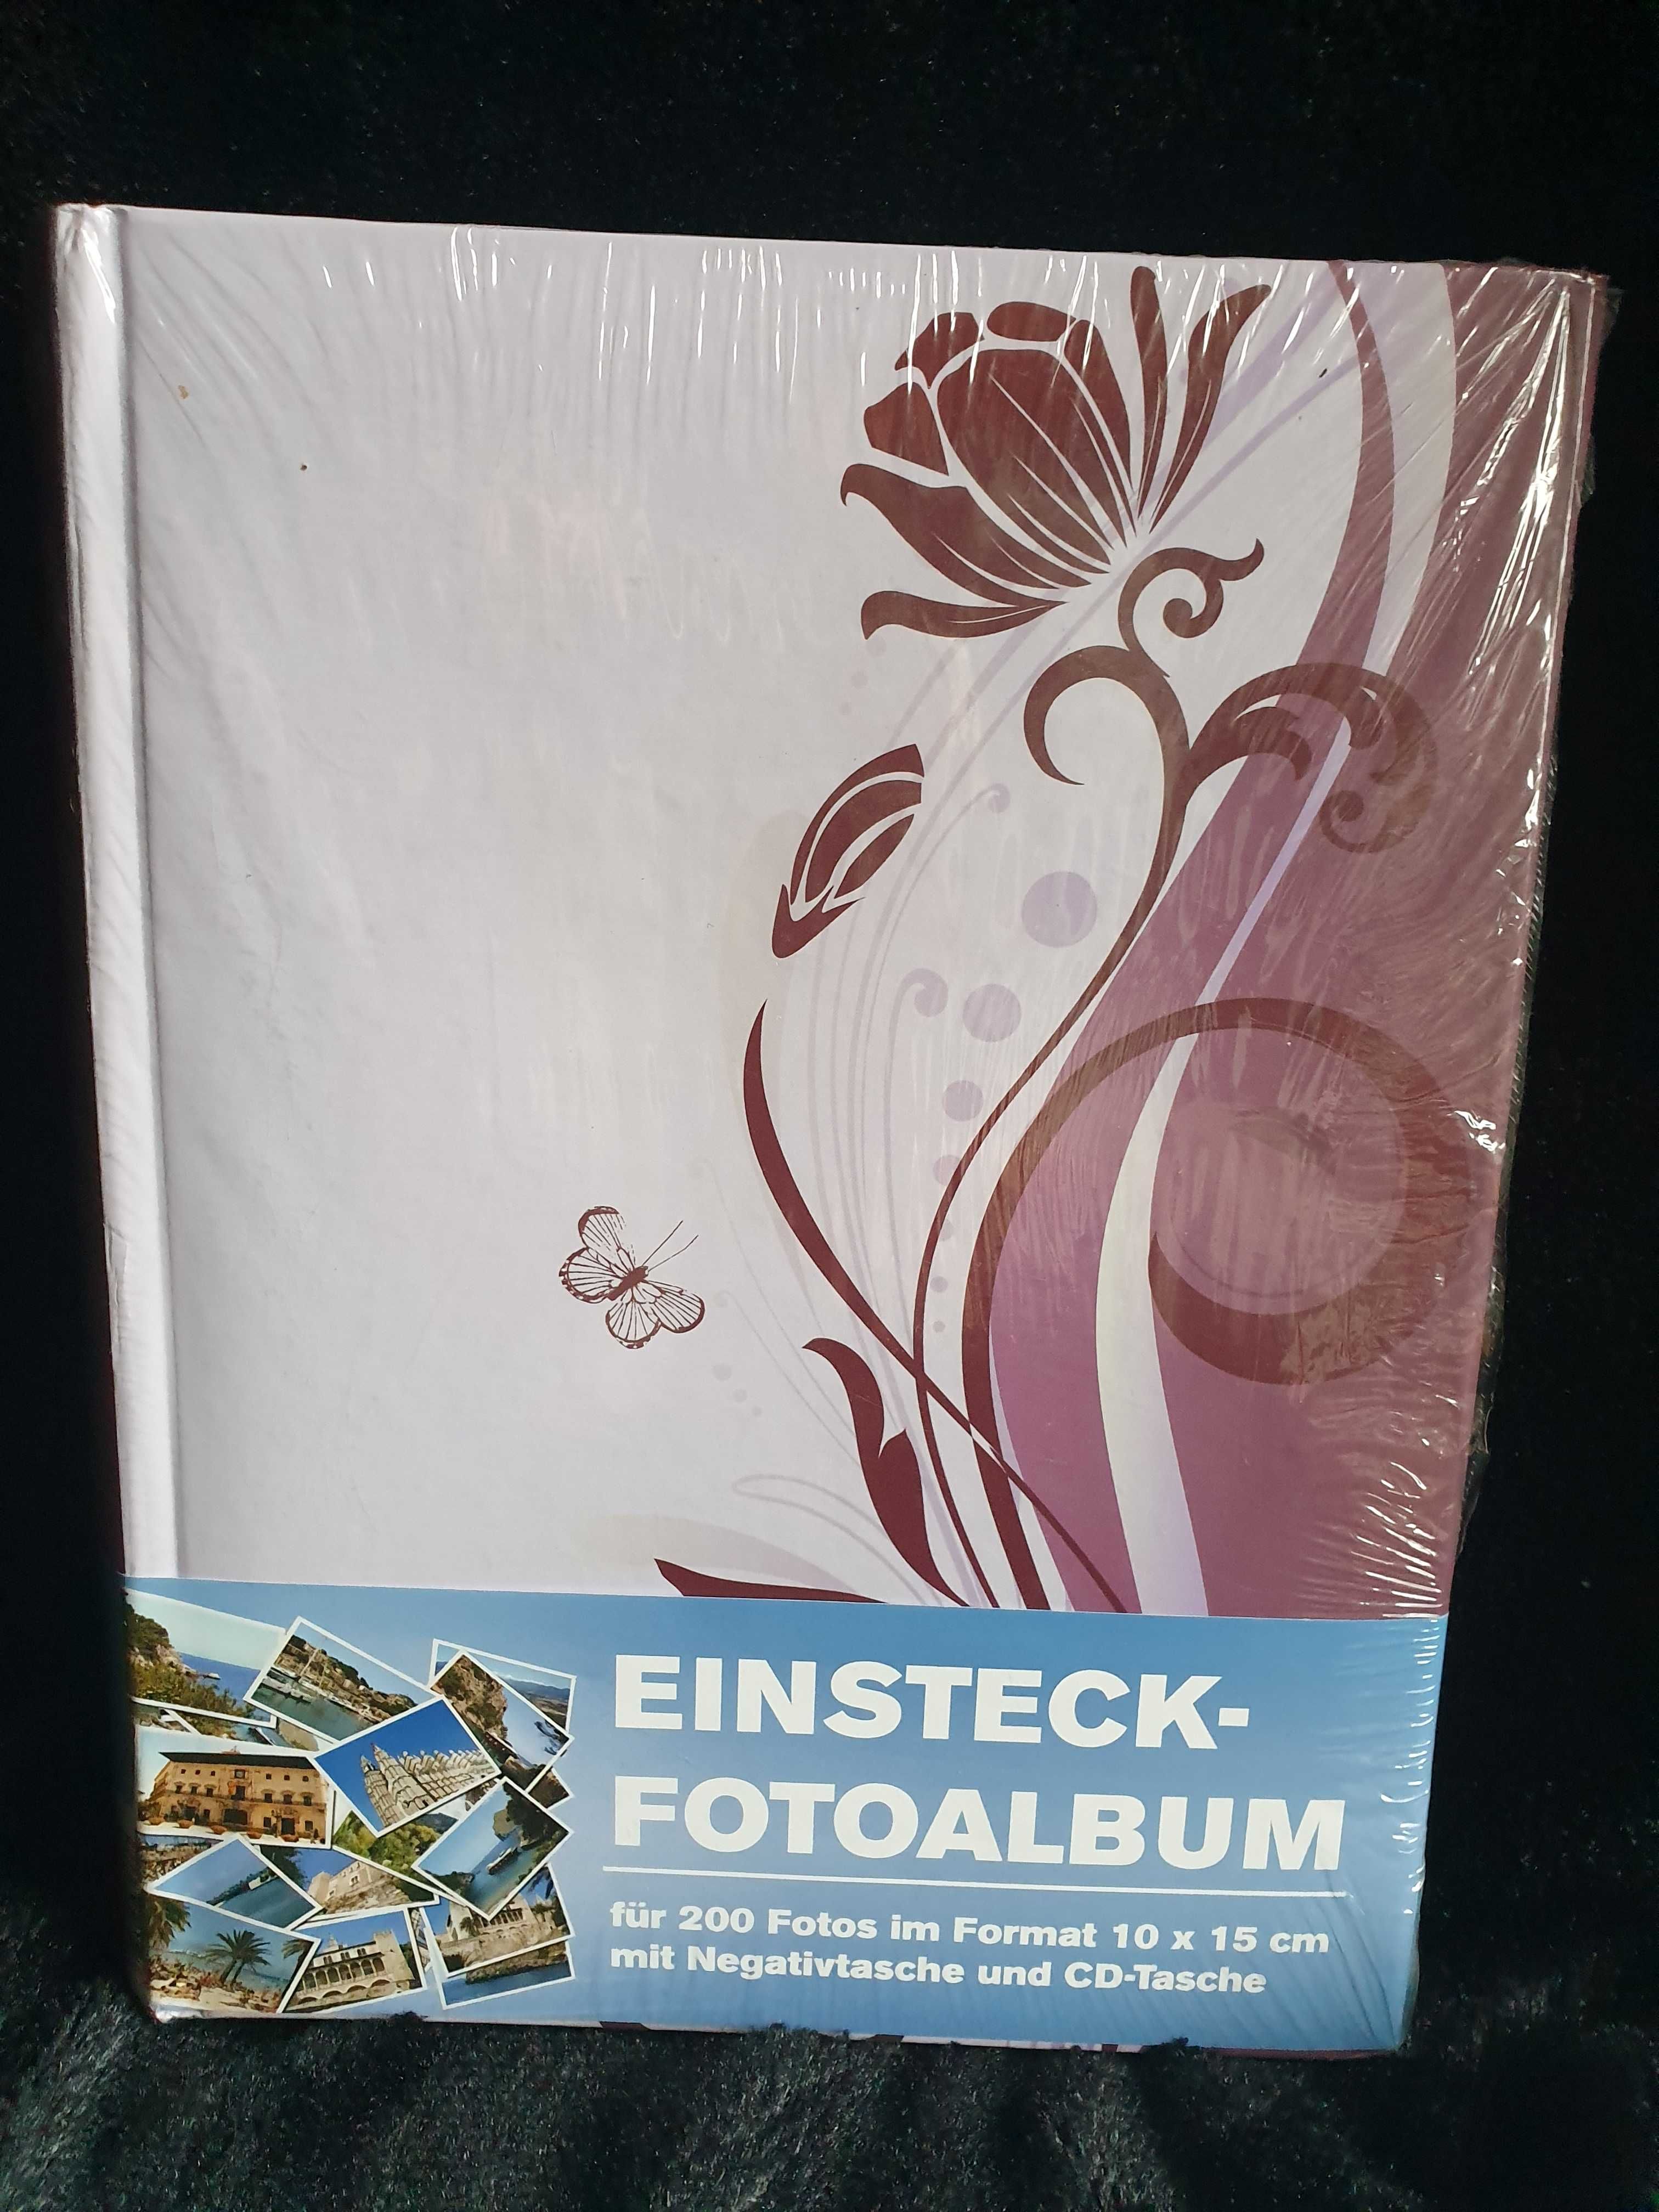 EINSTECK-
FOTOALBUM
für 200 Fotos im Format 10 x 15 cm
mit Negativtasche und CD-Tasche